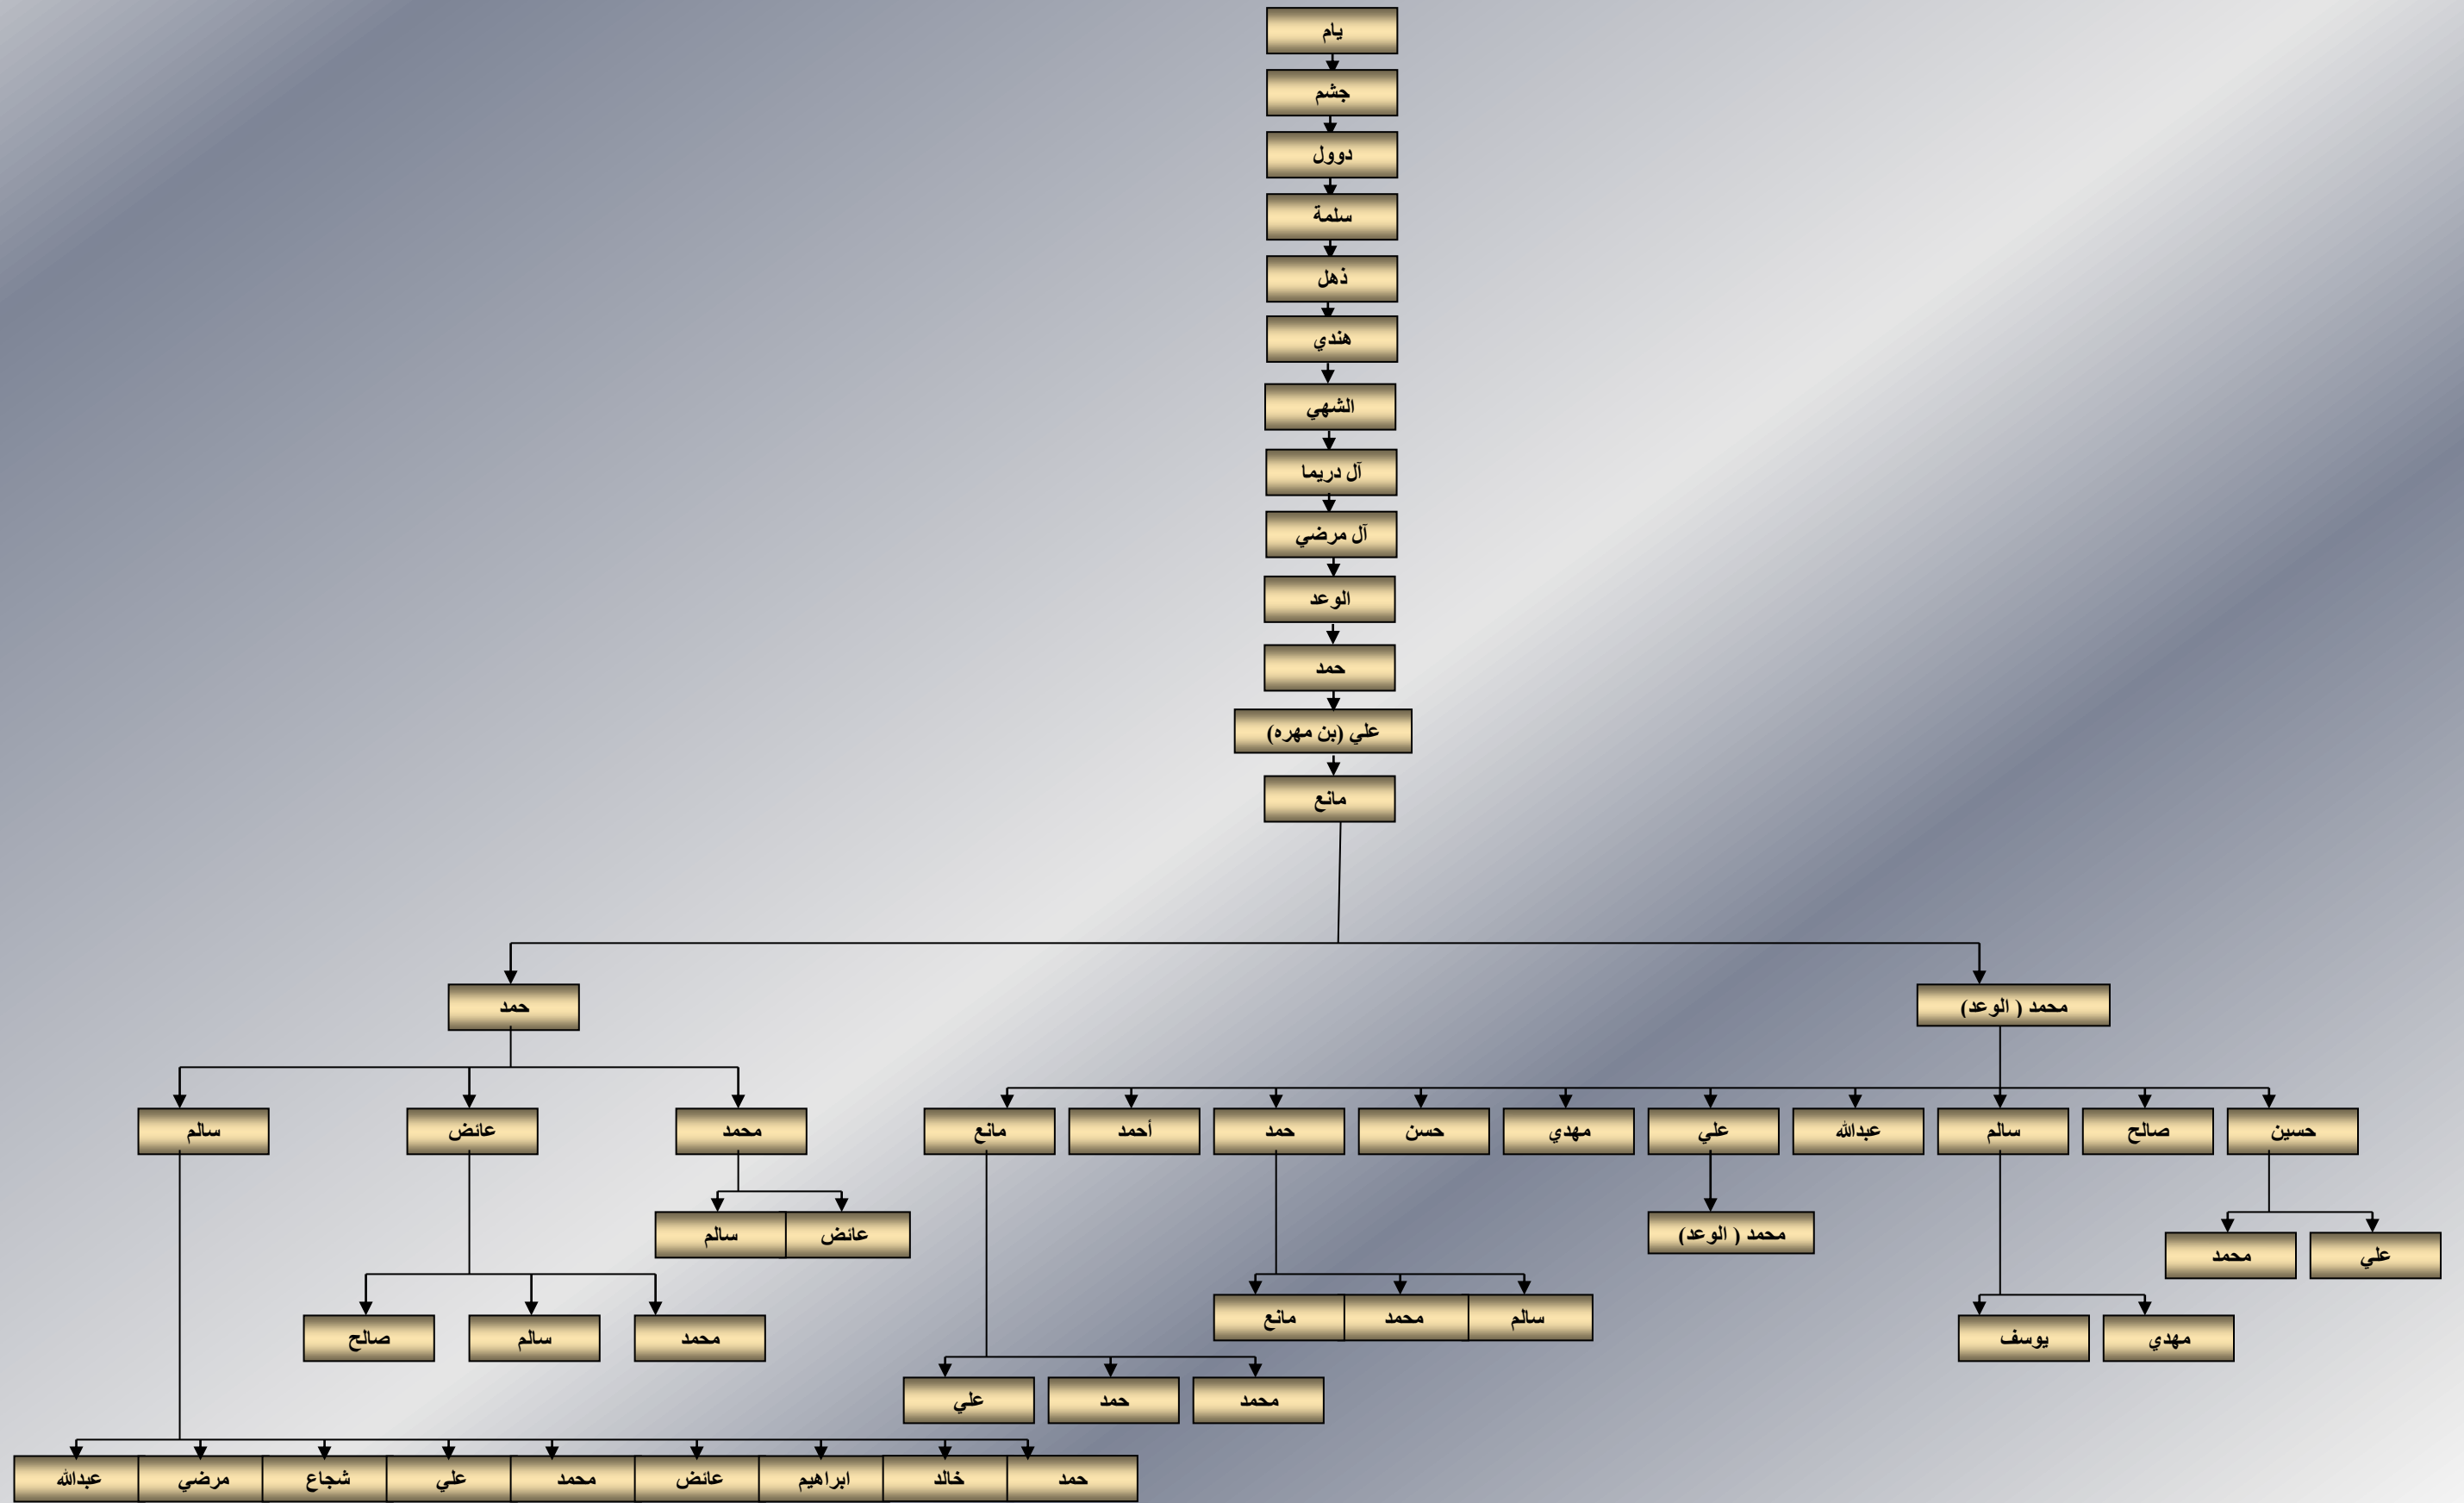 يام
جشم
دوول
سلمة
ذهل
هندي
الشهي
آل دريما
آل مرضي
الوعد
حمد
علي (بن مهره)
مانع
محمد ( الوعد)
حمد
حسين
صالح
سالم
عبدالله
علي
مهدي
حسن
حمد
أحمد
مانع
محمد
عائض
سالم
محمد ( الوعد)
عائض
سالم
علي
محمد
سالم
محمد
مانع
مهدي
يوسف
محمد
سالم
صالح
محمد
حمد
علي
حمد
خالد
ابراهيم
عائض
محمد
علي
شجاع
مرضي
عبدالله